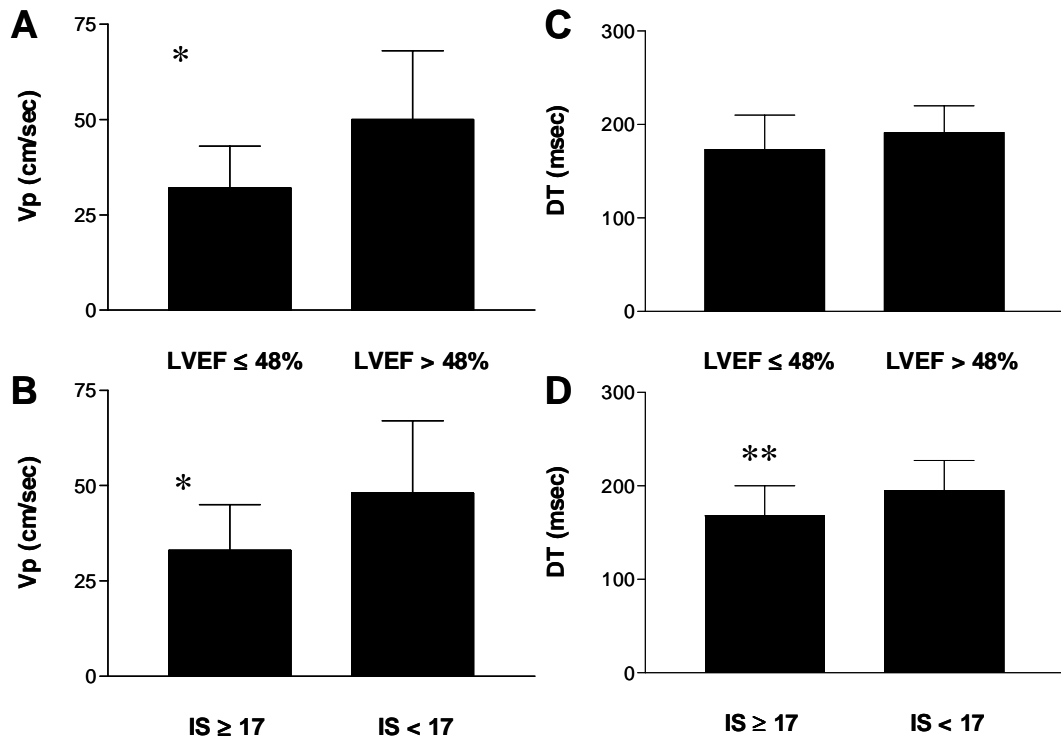 A
75
50
25
0
Vp (cm/sec)
*
LVEF ≤ 48%
LVEF > 48%
C
300
200
100
0
DT (msec)
LVEF ≤ 48%
LVEF > 48%
B
75
50
25
0
Vp (cm/sec)
*
IS ≥ 17
IS < 17
D
300
200
100
0
DT (msec)
**
IS ≥ 17
IS < 17